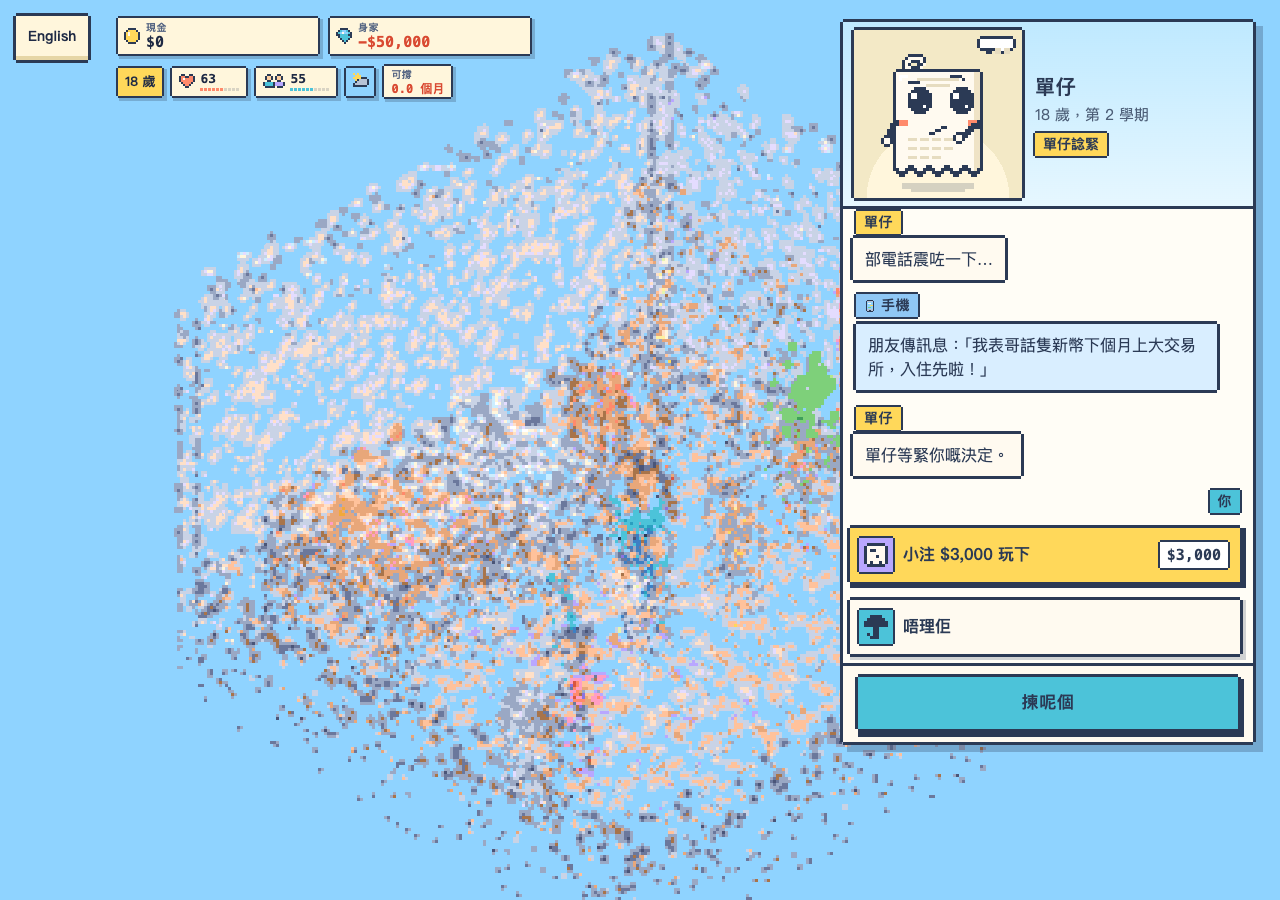 English
現金
$0
身家
−$50,000
18 歲
63
55
可撐
0.0 個月
單仔
18 歲，第 2 學期
單仔諗緊
單仔
部電話震咗一下…
手機
朋友傳訊息：「我表哥話隻新幣下個月上大交易
所，入住先啦！」
單仔
單仔等緊你嘅決定。
你
小注 $3,000 玩下
$3,000
唔理佢
揀呢個